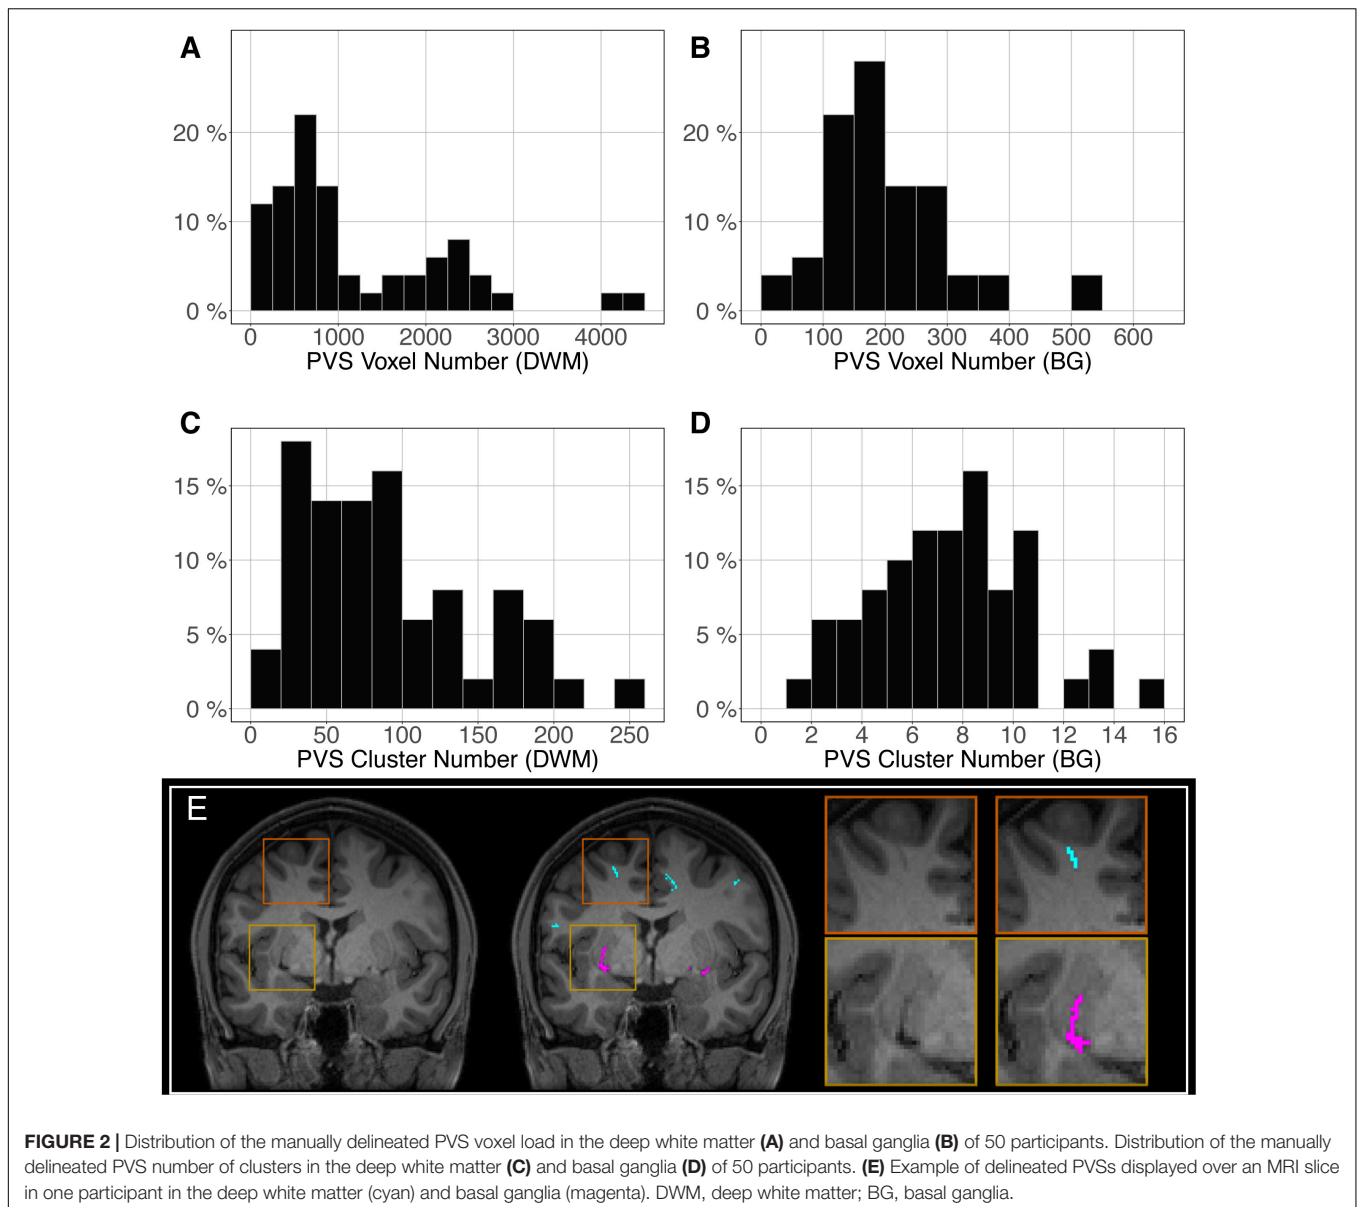 A
20 %
10 %
0 %
0 1000 2000 3000 4000
PVS Voxel Number (DWM)
B
20 %
10 %
0 %
0 100 200 300 400 500 600
PVS Voxel Number (BG)
C
15 %
10 %
5 %
0 %
0 50 100 150 200 250
PVS Cluster Number (DWM)
D
15 %
10 %
5 %
0 %
0 2 4 6 8 10 12 14 16
PVS Cluster Number (BG)
E
FIGURE 2 | Distribution of the manually delineated PVS voxel load in the deep white matter (A) and basal ganglia (B) of 50 participants. Distribution of the manually
delineated PVS number of clusters in the deep white matter (C) and basal ganglia (D) of 50 participants. (E) Example of delineated PVSs displayed over an MRI slice
in one participant in the deep white matter (cyan) and basal ganglia (magenta). DWM, deep white matter; BG, basal ganglia.